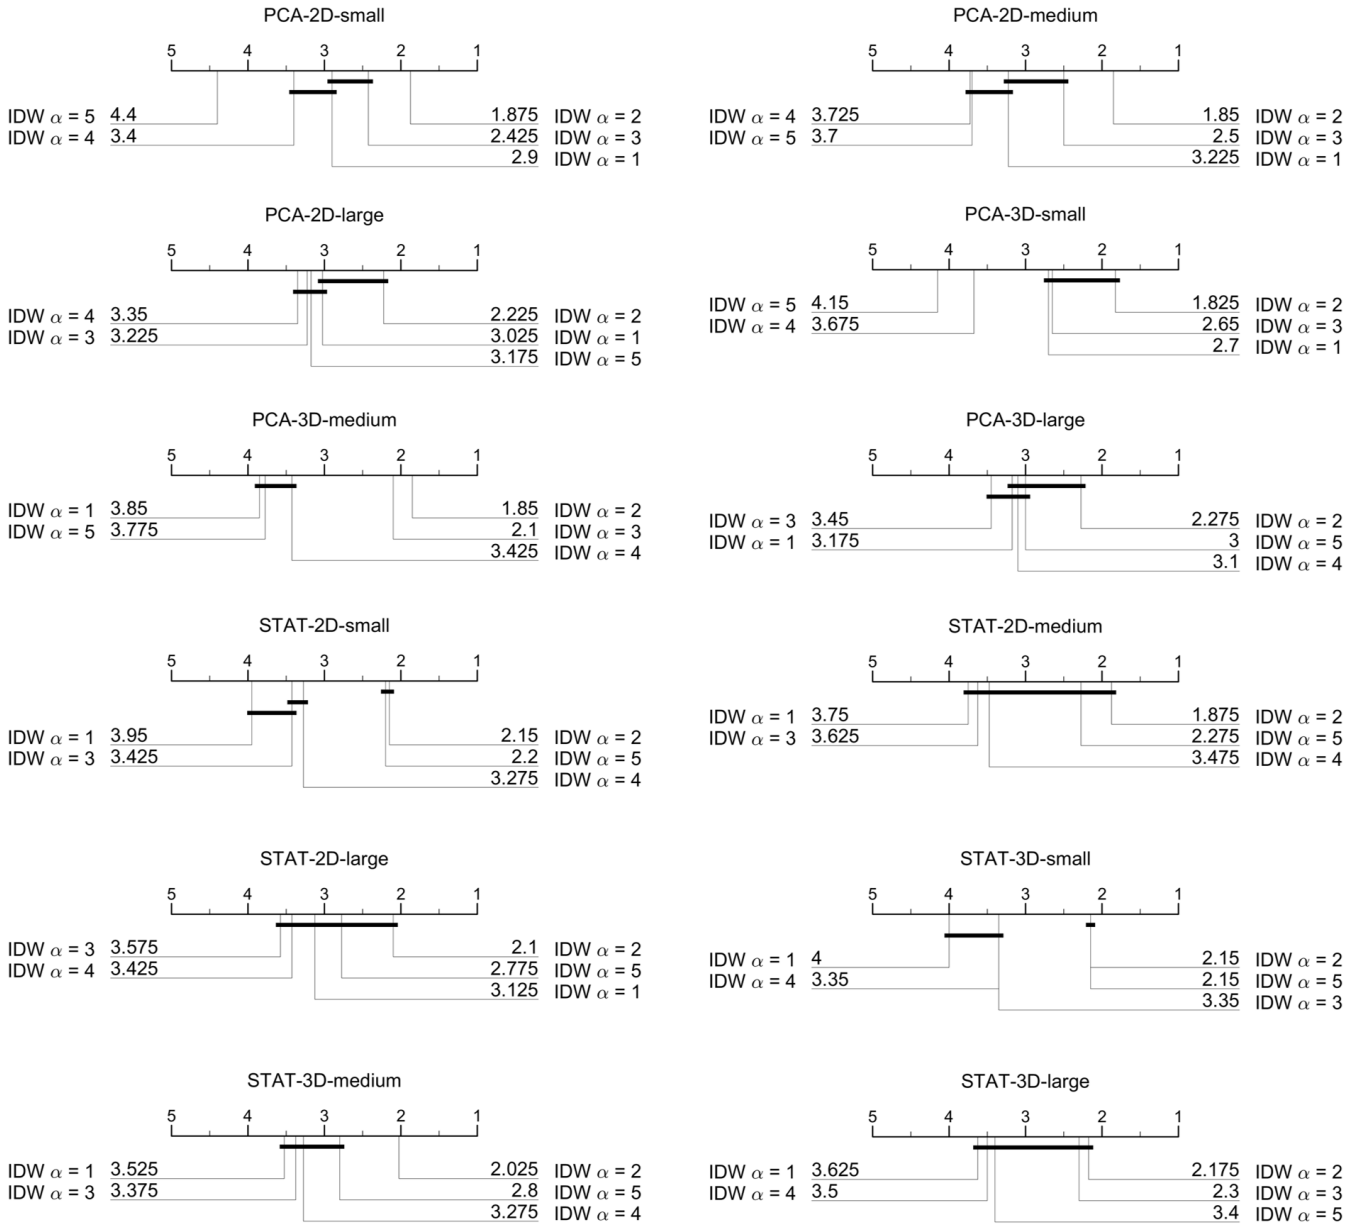 PCA-2D-small
5 4 3 2 1
IDW α = 5 4.4 1.875 IDW α = 2
IDW α = 4 3.4 2.425 IDW α = 3
2.9 IDW α = 1
PCA-2D-medium
5 4 3 2 1
IDW α = 4 3.725 1.85 IDW α = 2
IDW α = 5 3.7 2.5 IDW α = 3
3.225 IDW α = 1
PCA-2D-large
5 4 3 2 1
IDW α = 4 3.35 2.225 IDW α = 2
IDW α = 3 3.225 3.025 IDW α = 1
3.175 IDW α = 5
PCA-3D-small
5 4 3 2 1
IDW α = 5 4.15 1.825 IDW α = 2
IDW α = 4 3.675 2.65 IDW α = 3
2.7 IDW α = 1
PCA-3D-medium
5 4 3 2 1
IDW α = 1 3.85 1.85 IDW α = 2
IDW α = 5 3.775 2.1 IDW α = 3
3.425 IDW α = 4
PCA-3D-large
5 4 3 2 1
IDW α = 3 3.45 2.275 IDW α = 2
IDW α = 1 3.175 3 IDW α = 5
3.1 IDW α = 4
STAT-2D-small
5 4 3 2 1
IDW α = 1 3.95 2.15 IDW α = 2
IDW α = 3 3.425 2.2 IDW α = 5
3.275 IDW α = 4
STAT-2D-medium
5 4 3 2 1
IDW α = 1 3.75 1.875 IDW α = 2
IDW α = 3 3.625 2.275 IDW α = 5
3.475 IDW α = 4
STAT-2D-large
5 4 3 2 1
IDW α = 3 3.575 2.1 IDW α = 2
IDW α = 4 3.425 2.775 IDW α = 5
3.125 IDW α = 1
STAT-3D-small
5 4 3 2 1
IDW α = 1 4 2.15 IDW α = 2
IDW α = 4 3.35 2.15 IDW α = 5
3.35 IDW α = 3
STAT-3D-medium
5 4 3 2 1
IDW α = 1 3.525 2.025 IDW α = 2
IDW α = 3 3.375 2.8 IDW α = 5
3.275 IDW α = 4
STAT-3D-large
5 4 3 2 1
IDW α = 1 3.625 2.175 IDW α = 2
IDW α = 4 3.5 2.3 IDW α = 3
3.4 IDW α = 5